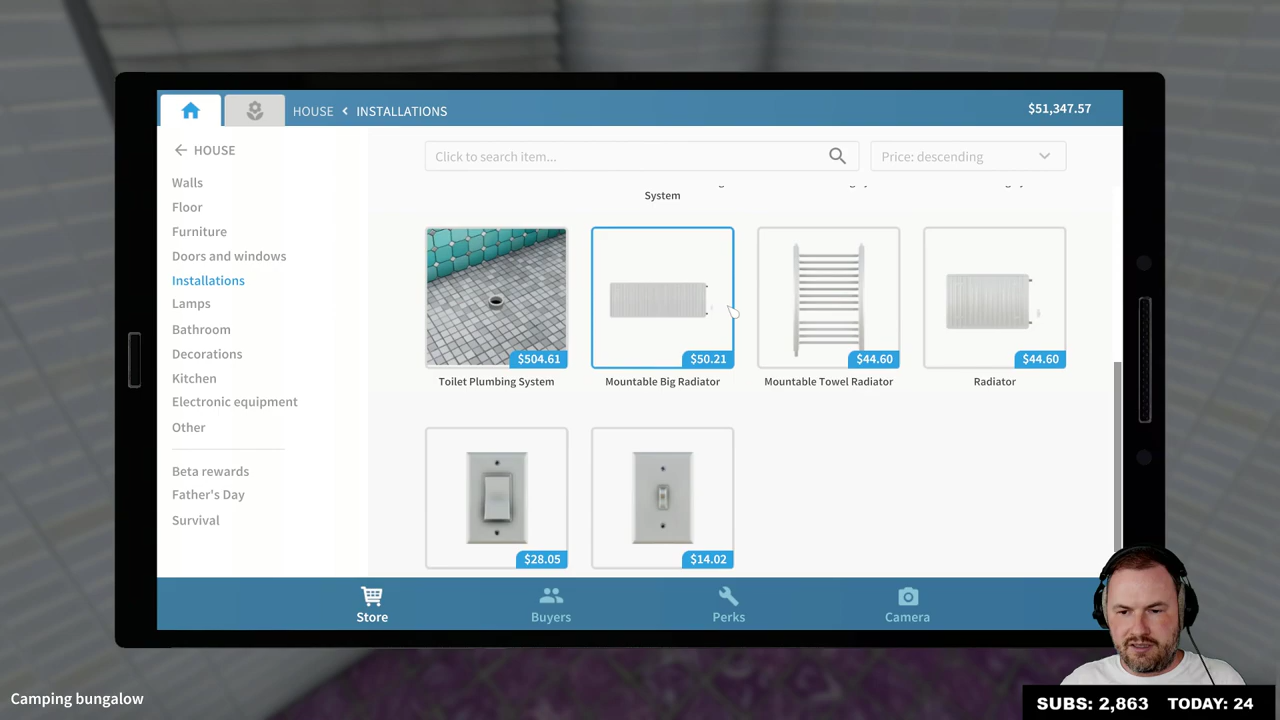 HOUSE < INSTALLATIONS
$51,347.57
HOUSE
Click to search item...
Price: descending
Walls
Floor
Furniture
Doors and windows
Installations
Lamps
Bathroom
Decorations
Kitchen
Electronic equipment
Other
Beta rewards
Father's Day
Survival
System
$504.61
$50.21
$44.60
$44.60
Toilet Plumbing System
Mountable Big Radiator
Mountable Towel Radiator
Radiator
$28.05
$14.02
Store
Buyers
Perks
Camera
Camping bungalow
SUBS: 2,863 TODAY: 24